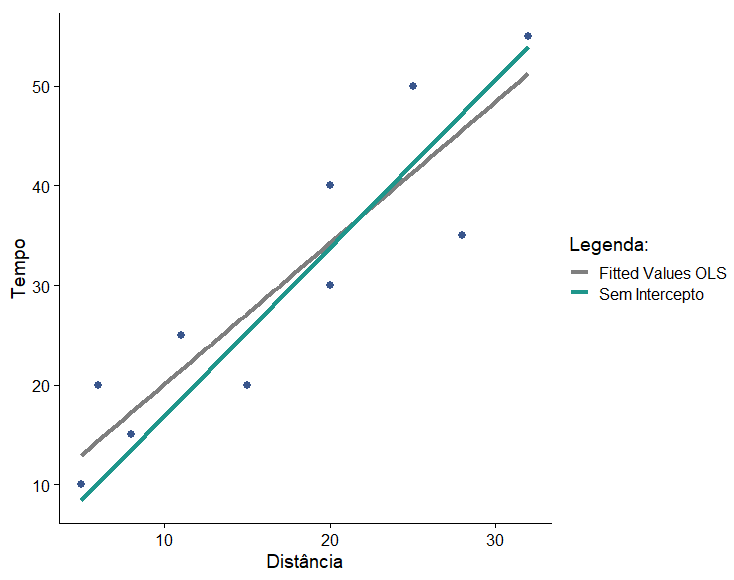 50
40
30
20
10
Tempo
10 20 30
Distância
Legenda:
Fitted Values OLS
Sem Intercepto